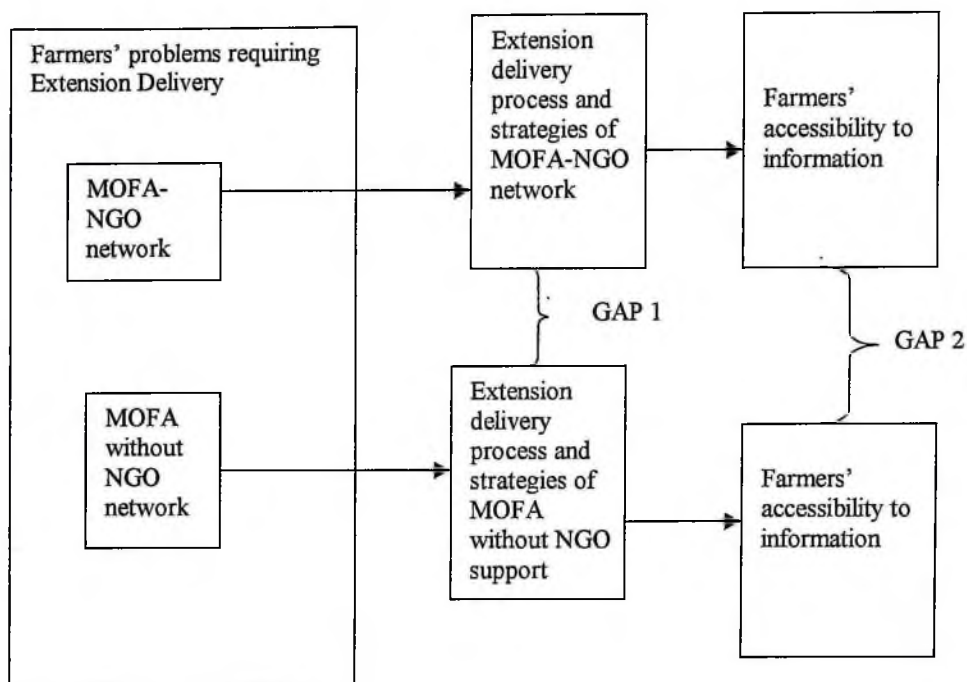 Farmers' problems requiring
Extension Delivery
MOFA-
NGO
network
Extension
delivery
process and
strategies of
MOFA-NGO
network
Farmers'
accessibility to
information
GAP 1
GAP 2
MOFA
without
NGO
network
Extension
delivery
process and
strategies of
MOFA
without NGO
support
Farmers'
accessibility to
information